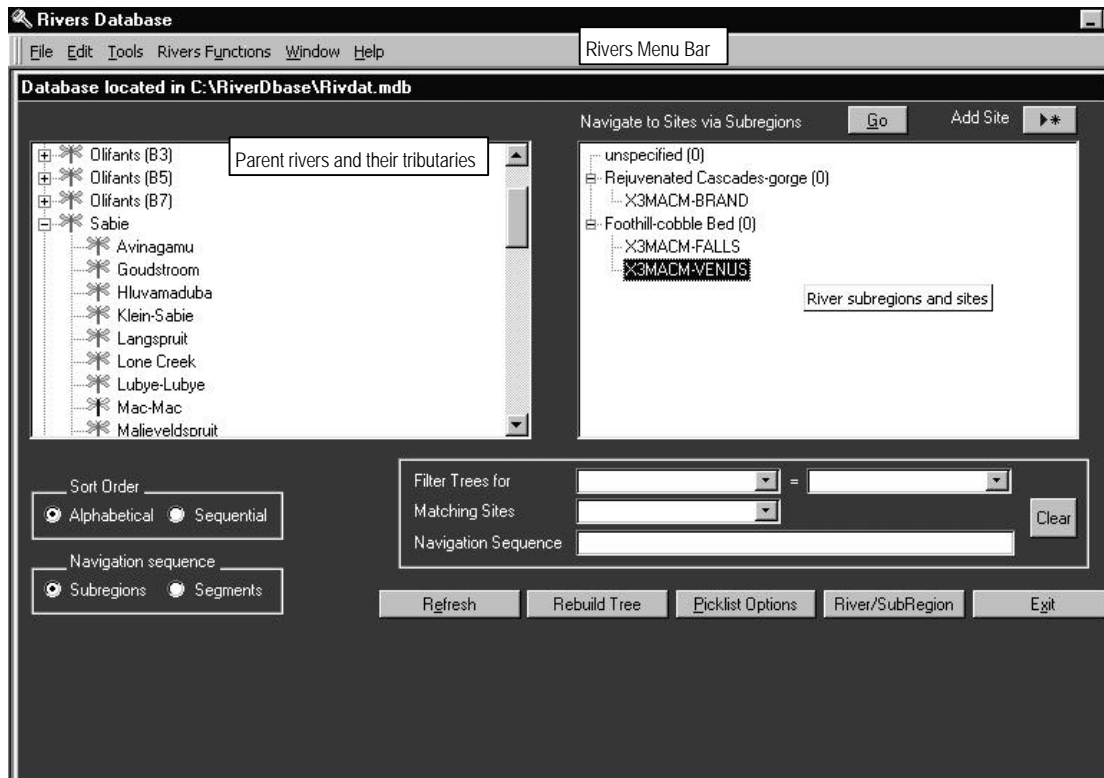 Rivers Database
File Edit Tools Rivers Functions Window Help
Rivers Menu Bar
Database located in C:\RiverDbase\Rivdat.mdb
Navigate to Sites via Subregions
Go
Add Site
Olifants (B3)
Olifants (B5)
Olifants (B7)
Sabie
Avinagamu
Goudstroom
Hluvamaduba
Klein-Sabie
Langspruit
Lone Creek
Lubye-Lubye
Mac-Mac
Malieveldspruit
Parent rivers and their tributaries
unspecified (0)
Rejuvenated Cascades-gorge (0)
X3MACM-BRAND
Foothill-cobble Bed (0)
X3MACM-FALLS
X3MACM-VENUS
River subregions and sites
Sort Order
Alphabetical Sequential
Navigation sequence
Subregions Segments
Filter Trees for =
Matching Sites
Navigation Sequence
Clear
Refresh Rebuild Tree Picklist Options River/SubRegion Exit